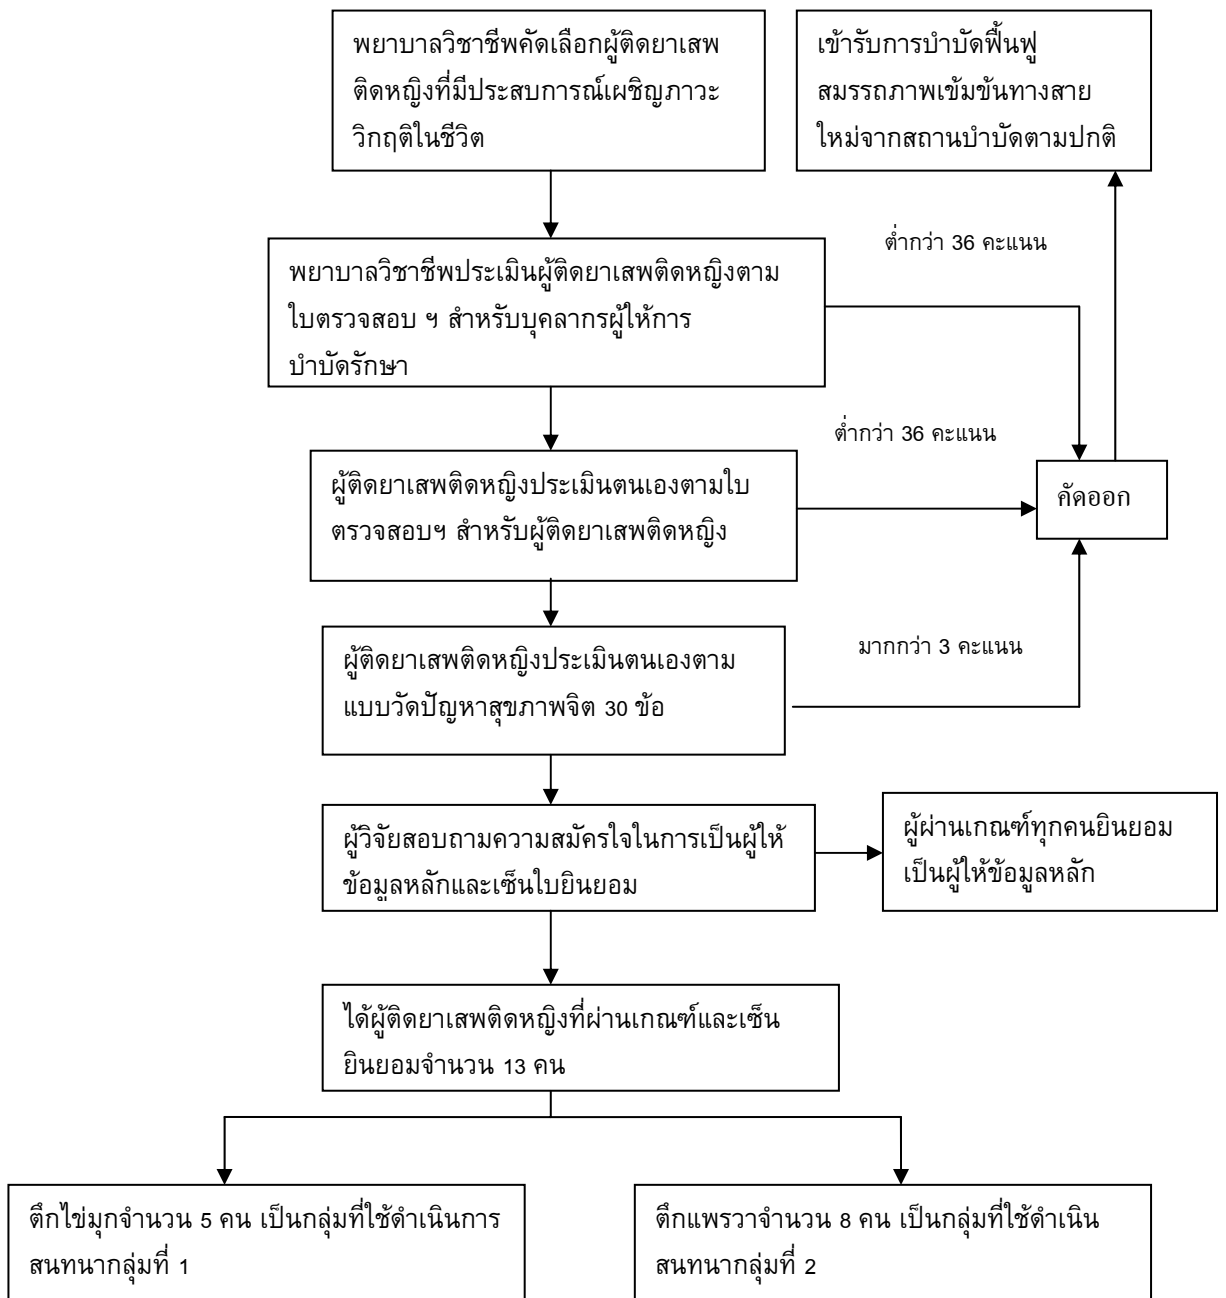 พยาบาลวิชาชีพคัดเลือกผู้ติดยาเสพ
ติดหญิงที่มีประสบการณ์เผชิญภาวะ
วิกฤติในชีวิต
เข้ารับการบำบัดฟื้นฟู
สมรรถภาพเข้มข้นทางสาย
ใหม่จากสถานบำบัดตามปกติ
ต่ำกว่า 36 คะแนน
พยาบาลวิชาชีพประเมินผู้ติดยาเสพติดหญิงตาม
ใบตรวจสอบ ฯ สำหรับบุคลากรผู้ให้การ
บำบัดรักษา
ต่ำกว่า 36 คะแนน
ผู้ติดยาเสพติดหญิงประเมินตนเองตามใบ
ตรวจสอบฯ สำหรับผู้ติดยาเสพติดหญิง
คัดออก
ผู้ติดยาเสพติดหญิงประเมินตนเองตาม
แบบวัดปัญหาสุขภาพจิต 30 ข้อ
มากกว่า 3 คะแนน
ผู้วิจัยสอบถามความสมัครใจในการเป็นผู้ให้
ข้อมูลหลักและเซ็นใบยินยอม
ผู้ผ่านเกณฑ์ทุกคนยินยอม
เป็นผู้ให้ข้อมูลหลัก
ได้ผู้ติดยาเสพติดหญิงที่ผ่านเกณฑ์และเซ็น
ยินยอมจำนวน 13 คน
ตึกไข่มุกจำนวน 5 คน เป็นกลุ่มที่ใช้ดำเนินการ
สนทนากลุ่มที่ 1
ตึกแพรวาจำนวน 8 คน เป็นกลุ่มที่ใช้ดำเนิน
สนทนากลุ่มที่ 2